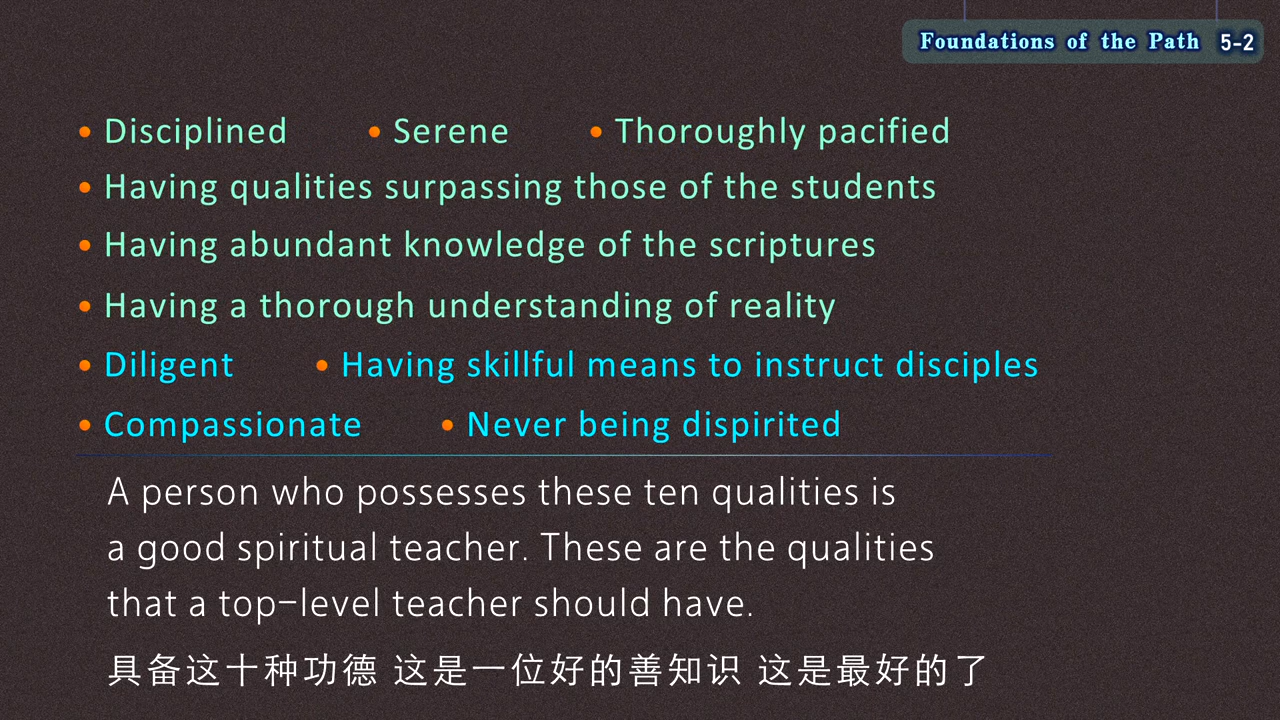 Foundations of the Path 5-2
• Disciplined • Serene • Thoroughly pacified
• Having qualities surpassing those of the students
• Having abundant knowledge of the scriptures
• Having a thorough understanding of reality
• Diligent • Having skillful means to instruct disciples
• Compassionate • Never being dispirited
A person who possesses these ten qualities is
a good spiritual teacher. These are the qualities
that a top-level teacher should have.
具备这十种功德 这是一位好的善知识 这是最好的了